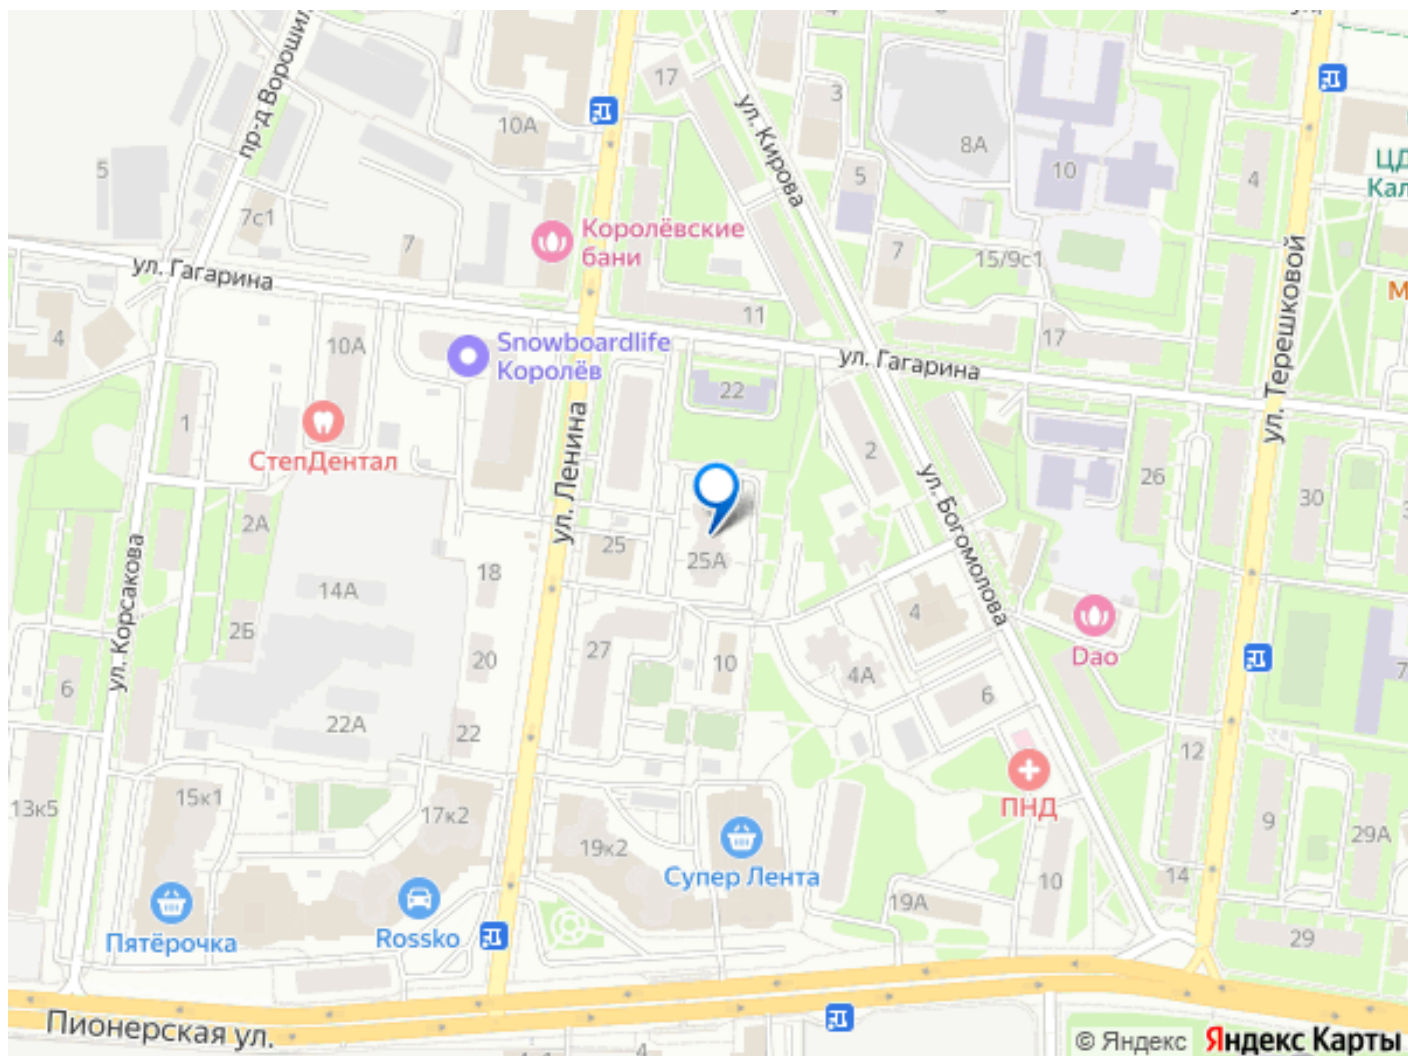 пр-д Ворошил
17
3
10А
8А
ул. Кирова
10
ЦД
Кал
5
5
4
7с1
7
Королёвские
бани
7
15/9с1
ул. Терешковой
М
ул. Гагарина
11
17
4
10А
Snowboardlife
Королёв
ул. Гагарина
22
1
СтепДентал
ул. Ленина
2
26
30
ул. Богомолова
2А
25
25А
ул. Корсакова
14А
18
4
2Б
27
10
20
4А
Dao
6
6
7
22А
22
12
ПНД
13к5
15к1
17к2
19к2
Супер Лента
9
29А
10
14
19А
Пятёрочка
Rossko
29
Пионерская ул.
4
© Яндекс Яндекс Карты